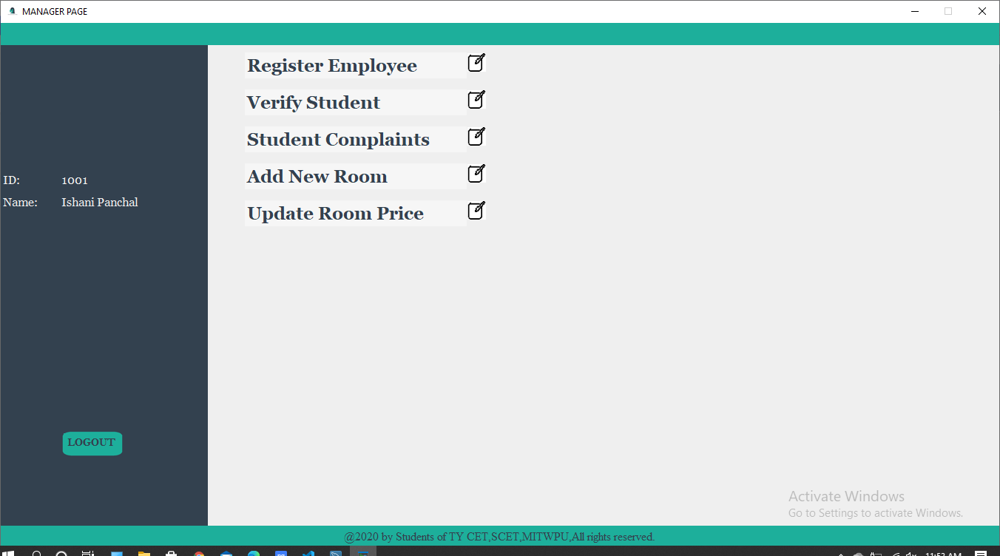 MANAGER PAGE
Register Employee
Verify Student
Student Complaints
Add New Room
Update Room Price
ID: 1001
Name: Ishani Panchal
LOGOUT
Activate Windows
Go to Settings to activate Windows.
@2020 by Students of TY CET,SCET,MITWPU,All rights reserved.
11:52 AM